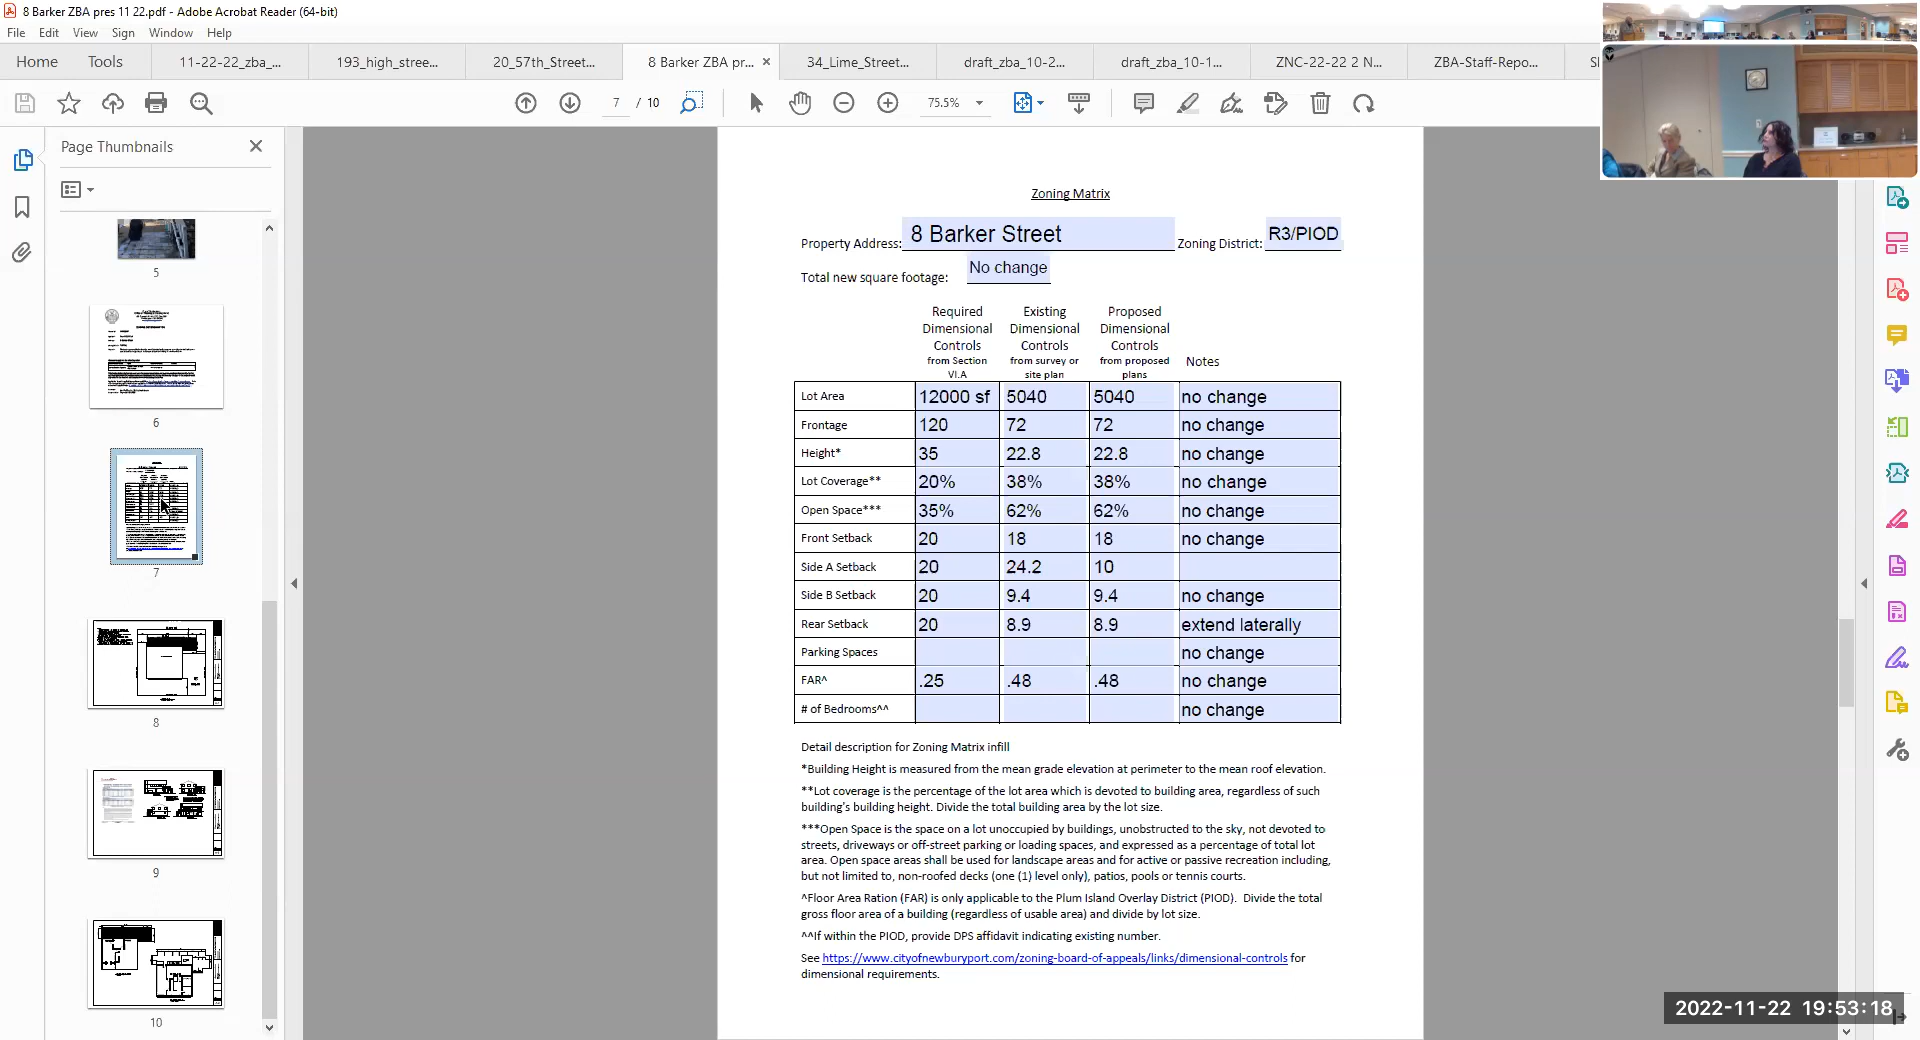 8 Barker ZBA pres 11 22.pdf - Adobe Acrobat Reader (64-bit)
File Edit View Sign Window Help
Home Tools 11-22-22_zba_... 193_high_stree... 20_57th_Street... 8 Barker ZBA pr... × 34_Lime_Street... draft_zba_10-2... draft_zba_10-1... ZNC-22-22 2 N... ZBA-Staff-Repo...
7 / 10 75.5%
Page Thumbnails
5
6
7
8
9
10
Zoning Matrix
Property Address: 8 Barker Street Zoning District: R3/PIOD
Total new square footage: No change
Required Dimensional Controls from Section VI.A
Existing Dimensional Controls from survey or site plan
Proposed Dimensional Controls from proposed plans
Notes
Lot Area 12000 sf 5040 5040 no change
Frontage 120 72 72 no change
Height* 35 22.8 22.8 no change
Lot Coverage** 20% 38% 38% no change
Open Space*** 35% 62% 62% no change
Front Setback 20 18 18 no change
Side A Setback 20 24.2 10
Side B Setback 20 9.4 9.4 no change
Rear Setback 20 8.9 8.9 extend laterally
Parking Spaces no change
FAR^ .25 .48 .48 no change
# of Bedrooms^^ no change
Detail description for Zoning Matrix infill
*Building Height is measured from the mean grade elevation at perimeter to the mean roof elevation.
**Lot coverage is the percentage of the lot area which is devoted to building area, regardless of such
building's building height. Divide the total building area by the lot size.
***Open Space is the space on a lot unoccupied by buildings, unobstructed to the sky, not devoted to
streets, driveways or off-street parking or loading spaces, and expressed as a percentage of total lot
area. Open space areas shall be used for landscape areas and for active or passive recreation including,
but not limited to, non-roofed decks (one (1) level only), patios, pools or tennis courts.
^Floor Area Ration (FAR) is only applicable to the Plum Island Overlay District (PIOD). Divide the total
gross floor area of a building (regardless of usable area) and divide by lot size.
^^If within the PIOD, provide DPS affidavit indicating existing number.
See https://www.cityofnewburyport.com/zoning-board-of-appeals/links/dimensional-controls for
dimensional requirements.
2022-11-22 19:53:18